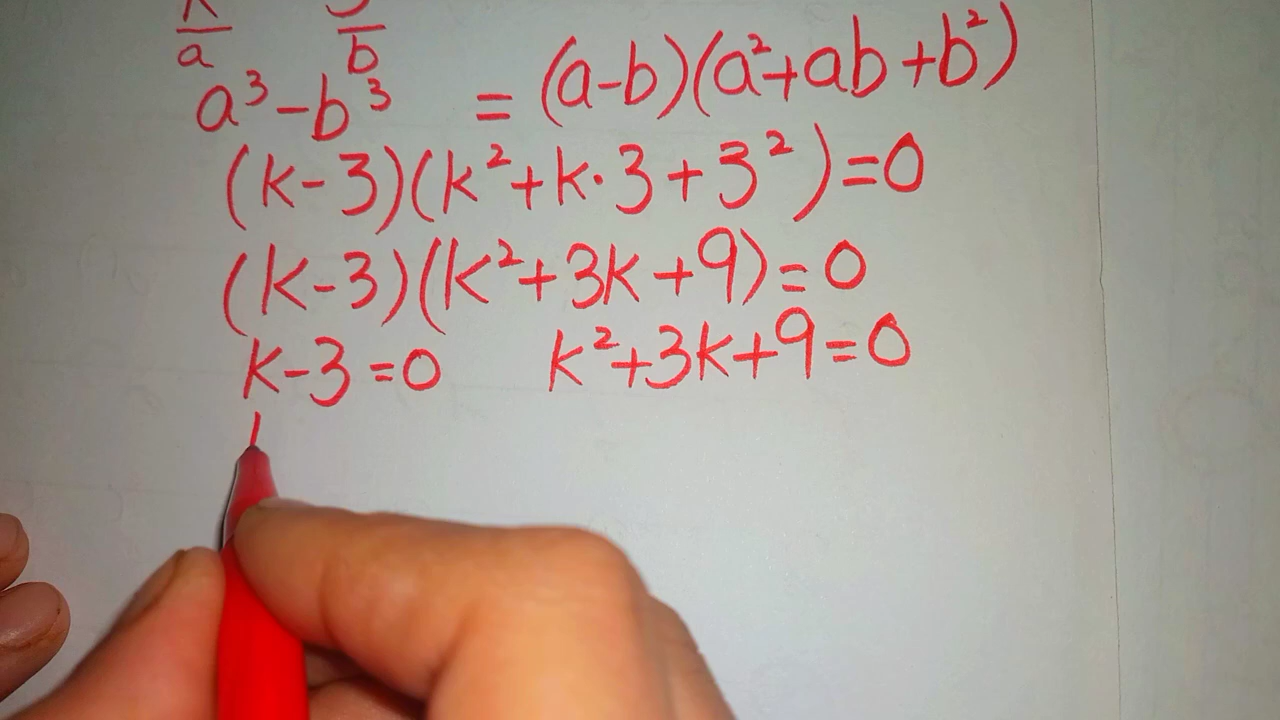 a b
a³-b³ = (a-b)(a²+ab+b²)
(k-3)(k²+k·3+3²)=0
(k-3)(k²+3k+9)=0
k-3=0 k²+3k+9=0